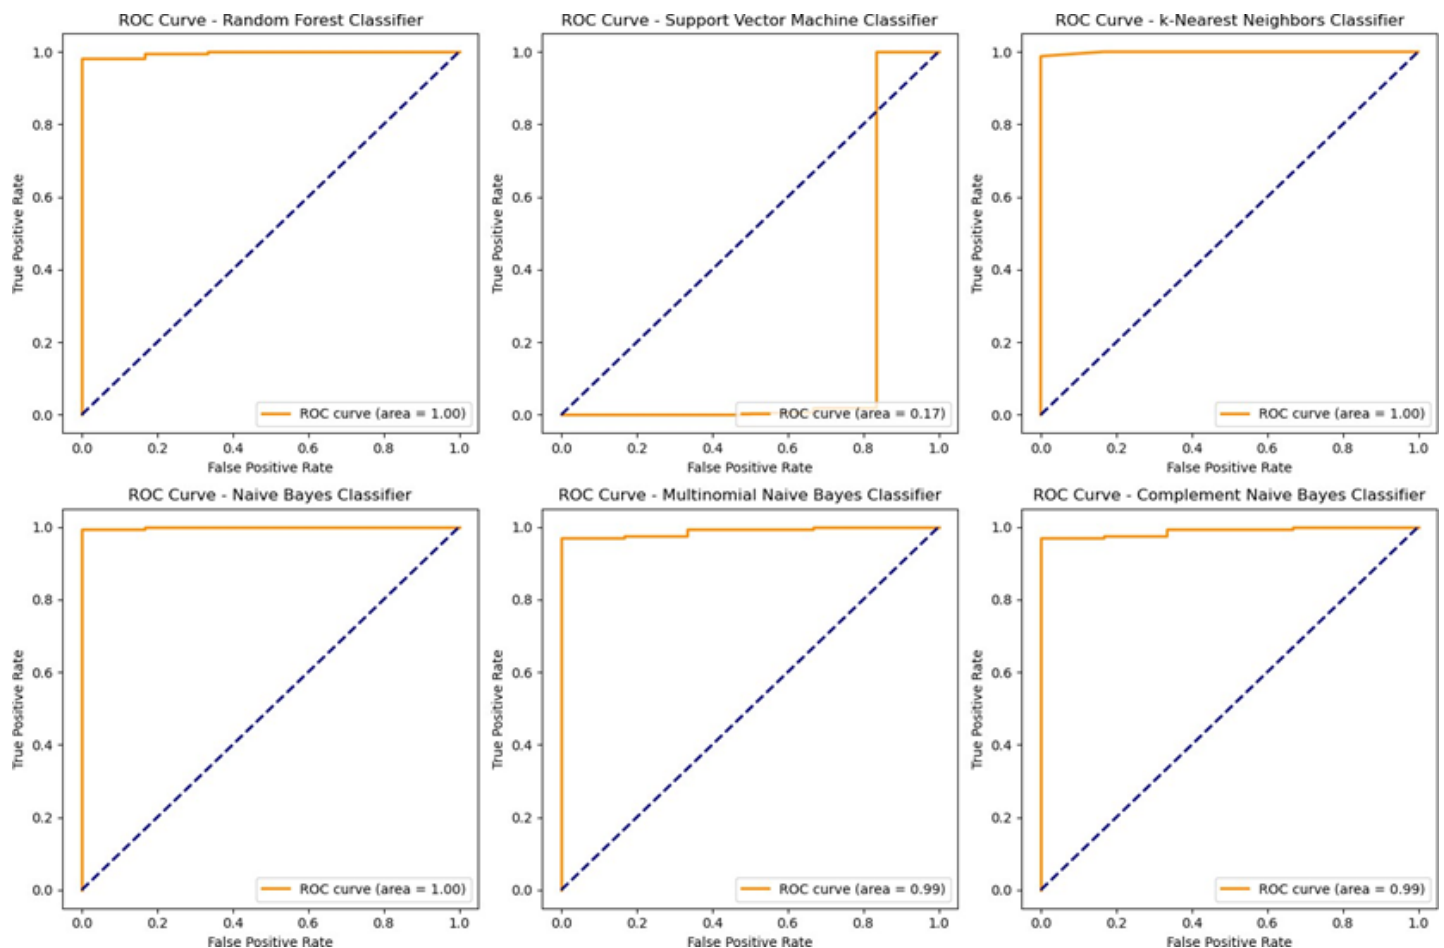 ROC Curve - Random Forest Classifier
1.0
0.8
0.6
0.4
0.2
0.0
True Positive Rate
ROC curve (area = 1.00)
0.0 0.2 0.4 0.6 0.8 1.0
False Positive Rate
ROC Curve - Support Vector Machine Classifier
1.0
0.8
0.6
0.4
0.2
0.0
True Positive Rate
ROC curve (area = 0.17)
0.0 0.2 0.4 0.6 0.8 1.0
False Positive Rate
ROC Curve - k-Nearest Neighbors Classifier
1.0
0.8
0.6
0.4
0.2
0.0
True Positive Rate
ROC curve (area = 1.00)
0.0 0.2 0.4 0.6 0.8 1.0
False Positive Rate
ROC Curve - Naive Bayes Classifier
1.0
0.8
0.6
0.4
0.2
0.0
True Positive Rate
ROC curve (area = 1.00)
0.0 0.2 0.4 0.6 0.8 1.0
False Positive Rate
ROC Curve - Multinomial Naive Bayes Classifier
1.0
0.8
0.6
0.4
0.2
0.0
True Positive Rate
ROC curve (area = 0.99)
0.0 0.2 0.4 0.6 0.8 1.0
False Positive Rate
ROC Curve - Complement Naive Bayes Classifier
1.0
0.8
0.6
0.4
0.2
0.0
True Positive Rate
ROC curve (area = 0.99)
0.0 0.2 0.4 0.6 0.8 1.0
False Positive Rate